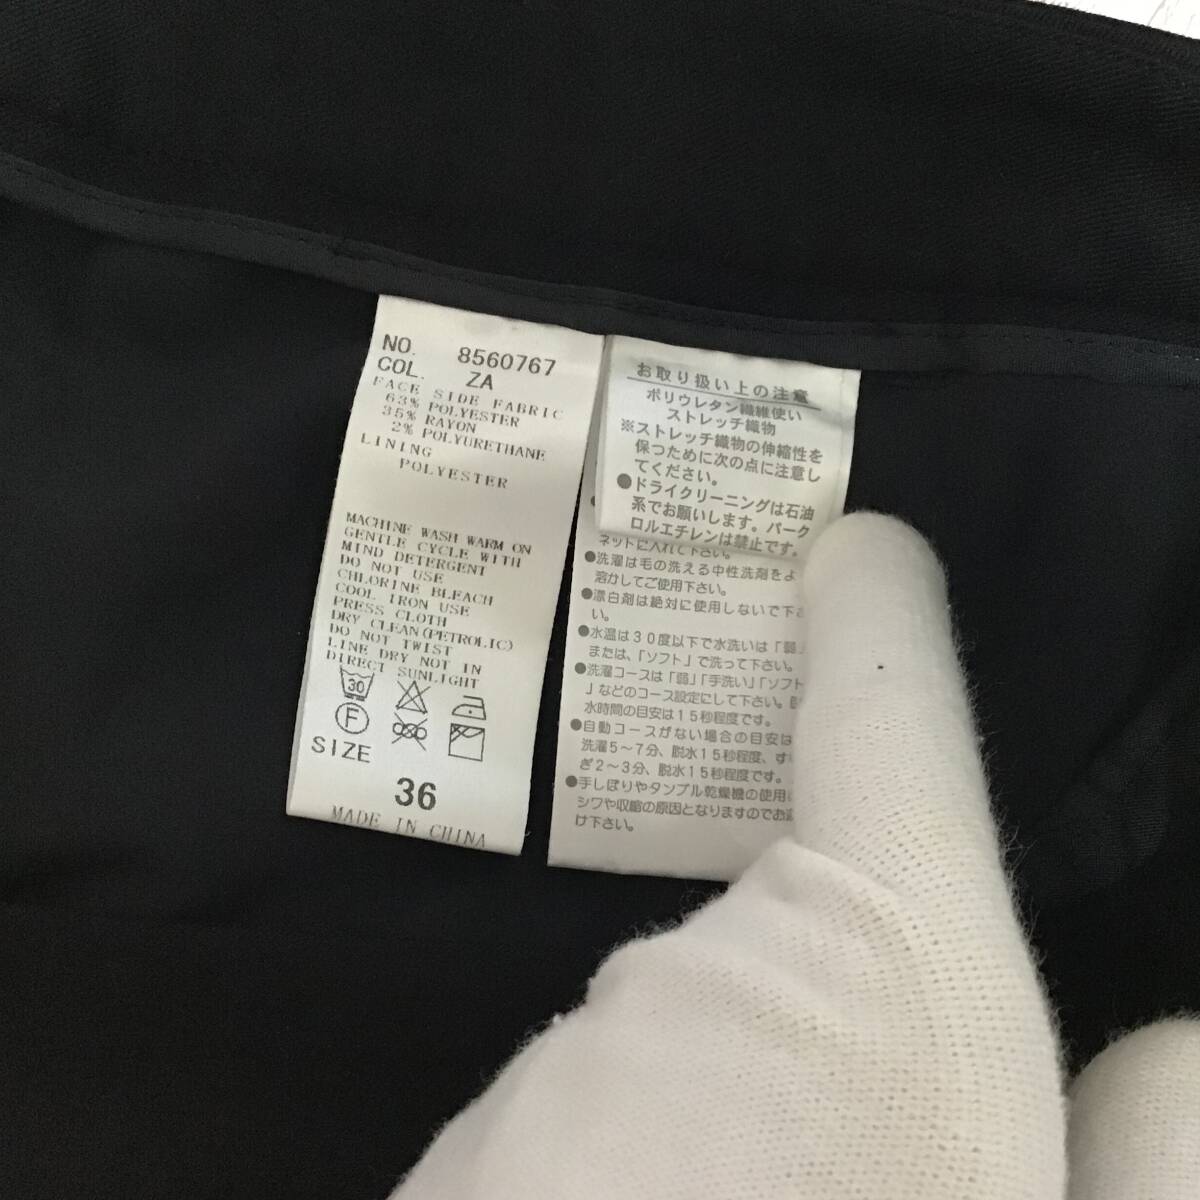 NO. 8560767
COL. ZA
FACE SIDE FABRIC
63% POLYESTER
35% RAYON
2% POLYURETHANE
LINING
POLYESTER
MACHINE WASH WARM ON
GENTLE CYCLE WITH
MIND DETERGENT
DO NOT USE
CHLORINE BLEACH
COOL IRON USE
PRESS CLOTH
DRY CLEAN(PETROLIC)
DO NOT TWIST
LINE DRY NOT IN
DIRECT SUNLIGHT
30
F
SIZE
36
MADE IN CHINA
お取り扱い上の注意
ポリウレタン繊維使い
ストレッチ織物
※ストレッチ織物の伸縮性を
保つために次の点に注意し
てください。
●ドライクリーニングは石油
系でお願いします。パーク
ロルエチレンは禁止です。
ネットに入れて下さい。
●洗濯は毛の洗える中性洗剤をよ
溶かしてご使用下さい。
●漂白剤は絶対に使用しないで下さ
い。
●水温は30度以下で水洗いは「弱」
または、「ソフト」で洗って下さい。
●洗濯コースは「弱」「手洗い」「ソフト
」などのコース設定にして下さい。
水時間の目安は15秒程度です。
●自動コースがない場合の目安は
洗濯5〜7分、脱水15秒程度、すす
ぎ2〜3分、脱水15秒程度です。
●手しぼりやタンブル乾燥機の使用
シワや収縮の原因となりますのでお
け下さい。